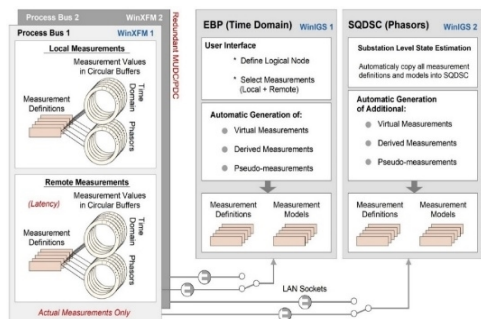 Process Bus 2 WinXFM 2
Process Bus 1 WinXFM 1
Local Measurements
Measurement Values
in Circular Buffers
Time
Domain
Measurement
Definitions
Phasors
Remote Measurements
(Latency)
Measurement Values
in Circular Buffers
Time
Domain
Measurement
Definitions
Phasors
Actual Measurements Only
Redundant MUDC/PDC
EBP (Time Domain) WinIGS 1
User Interface
* Define Logical Node
* Select Measurements
(Local + Remote)
Automatic Generation of:
Virtual Measurements
Derived Measurements
Pseudo-measurements
Measurement
Definitions
Measurement
Models
SQDSC (Phasors) WinIGS 2
Substation Level State Estimation
Automaticaly copy all measurement
definitions and models into SQDSC
Automatic Generation
of Additional:
Virtual Measurements
Derived Measurements
Pseudo-measurements
Measurement
Definitions
Measurement
Models
LAN Sockets